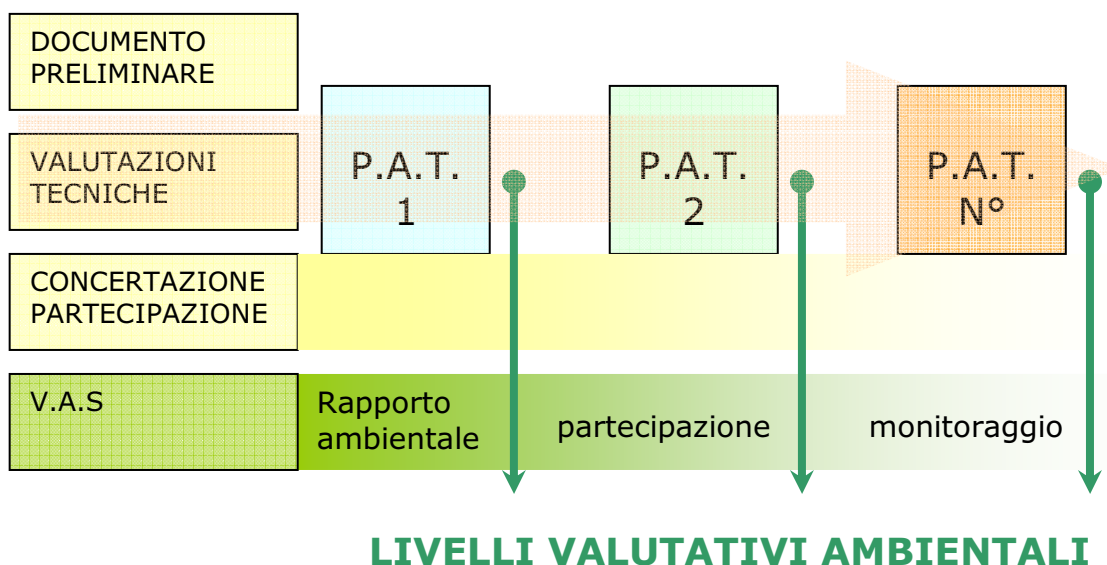 DOCUMENTO
PRELIMINARE
VALUTAZIONI
TECNICHE
P.A.T.
1
P.A.T.
2
P.A.T.
N°
CONCERTAZIONE
PARTECIPAZIONE
V.A.S
Rapporto
ambientale
partecipazione
monitoraggio
LIVELLI VALUTATIVI AMBIENTALI